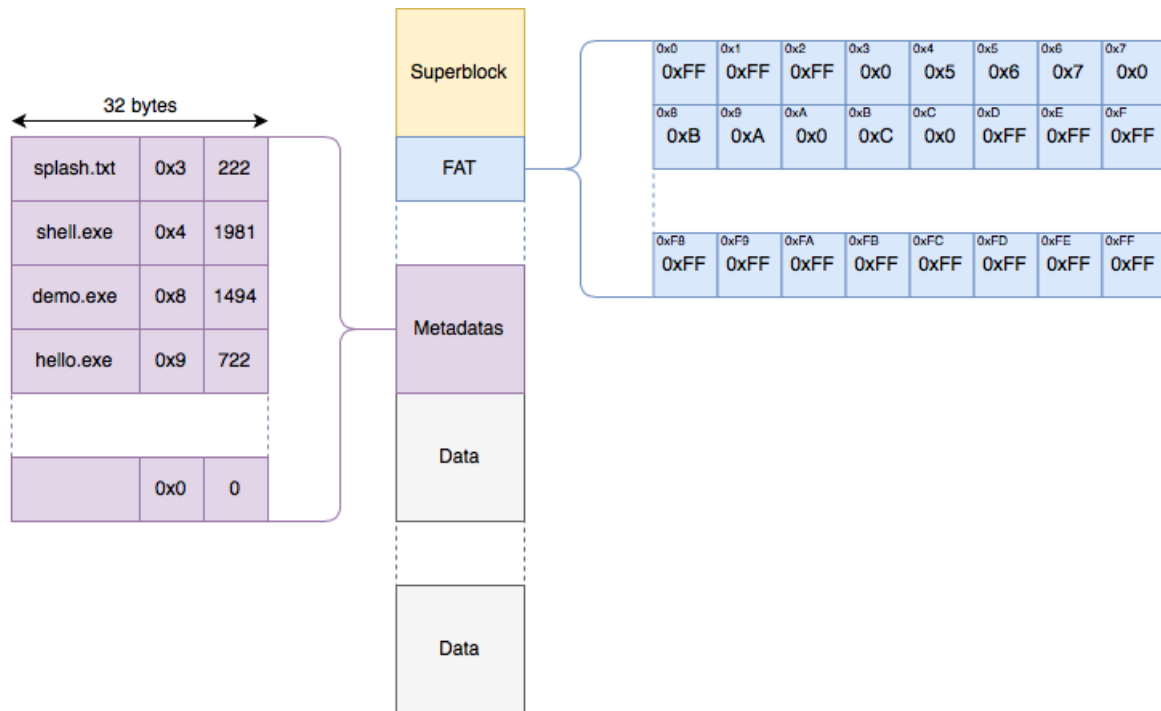 32 bytes
splash.txt 0x3 222
shell.exe 0x4 1981
demo.exe 0x8 1494
hello.exe 0x9 722
0x0 0
Superblock
FAT
Metadatas
Data
Data
0x0 0x1 0x2 0x3 0x4 0x5 0x6 0x7
0xFF 0xFF 0xFF 0x0 0x5 0x6 0x7 0x0
0x8 0x9 0xA 0xB 0xC 0xD 0xE 0xF
0xB 0xA 0x0 0xC 0x0 0xFF 0xFF 0xFF
0xF8 0xF9 0xFA 0xFB 0xFC 0xFD 0xFE 0xFF
0xFF 0xFF 0xFF 0xFF 0xFF 0xFF 0xFF 0xFF